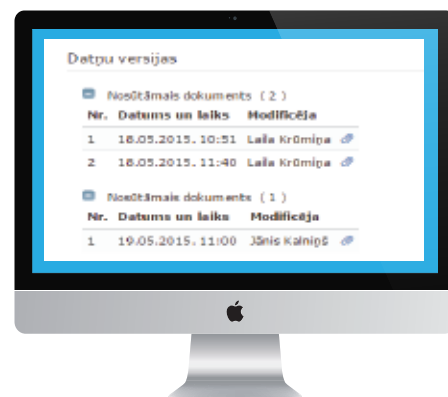 Datņu versijas
Nosūtāmais dokuments ( 2 )
Nr. Datums un laiks Modificēja
1 18.05.2015. 10:51 Laila Krūmiņa
2 18.05.2015. 11:40 Laila Krūmiņa
Nosūtāmais dokuments ( 1 )
Nr. Datums un laiks Modificēja
1 19.05.2015. 11:00 Jānis Kalniņš